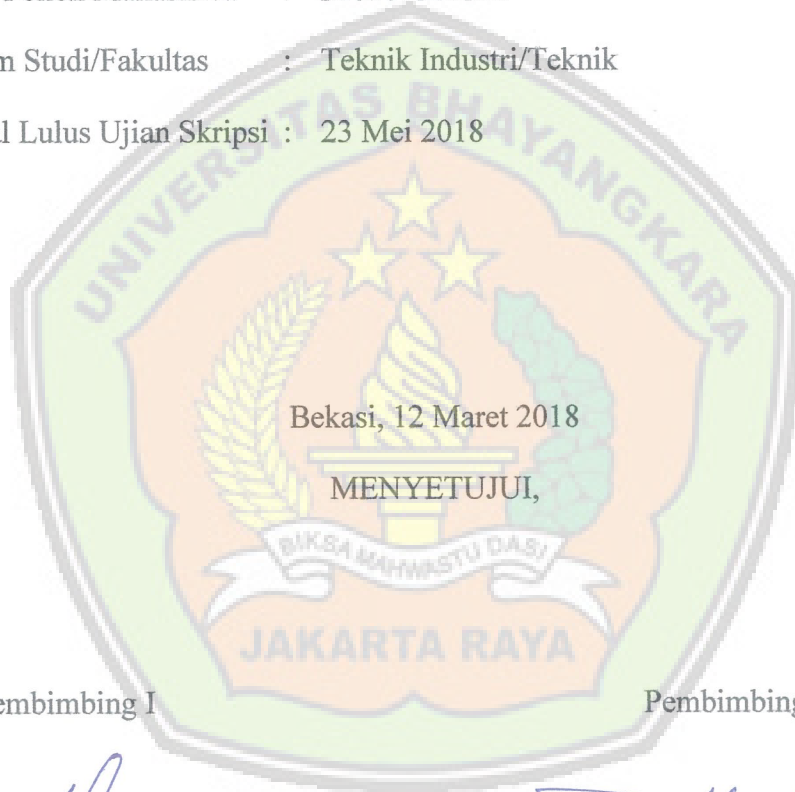 m Studi/Fakultas : Teknik Industri/Teknik
l Lulus Ujian Skripsi : 23 Mei 2018
UNIVERSITAS BHAYANGKARA
Bekasi, 12 Maret 2018
MENYETUJUI,
BIKSA MAHWASTU DASI
JAKARTA RAYA
embimbing I Pembimbing